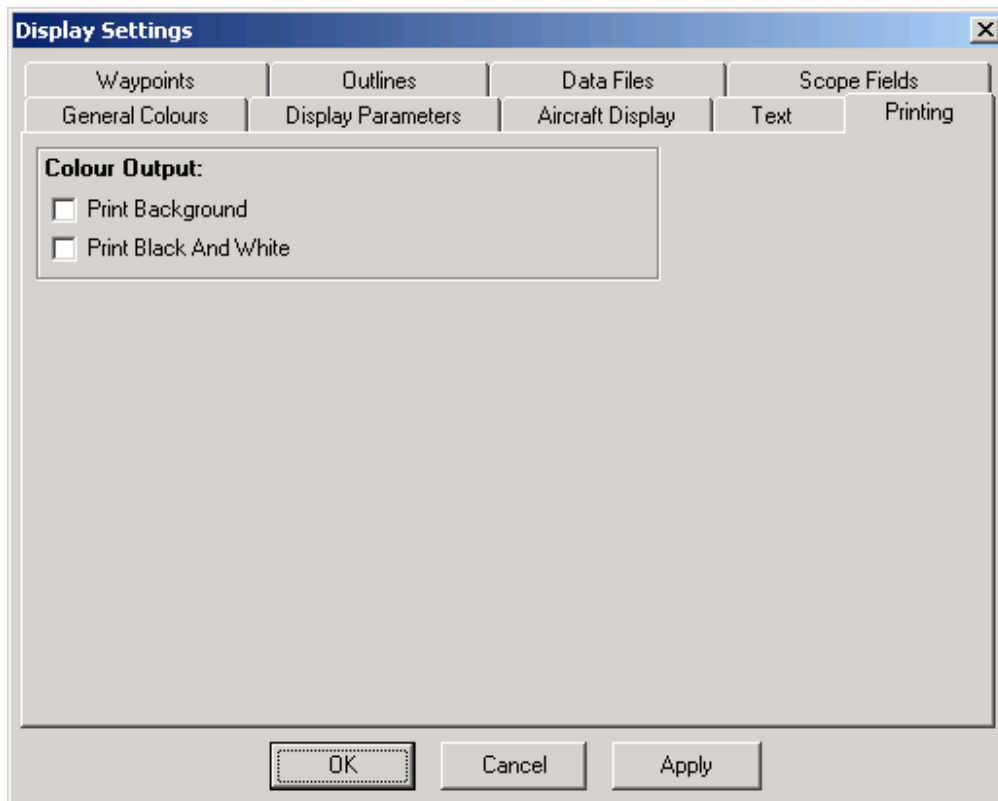 Display Settings
Waypoints Outlines Data Files Scope Fields
General Colours Display Parameters Aircraft Display Text Printing
Colour Output:
Print Background
Print Black And White
OK Cancel Apply